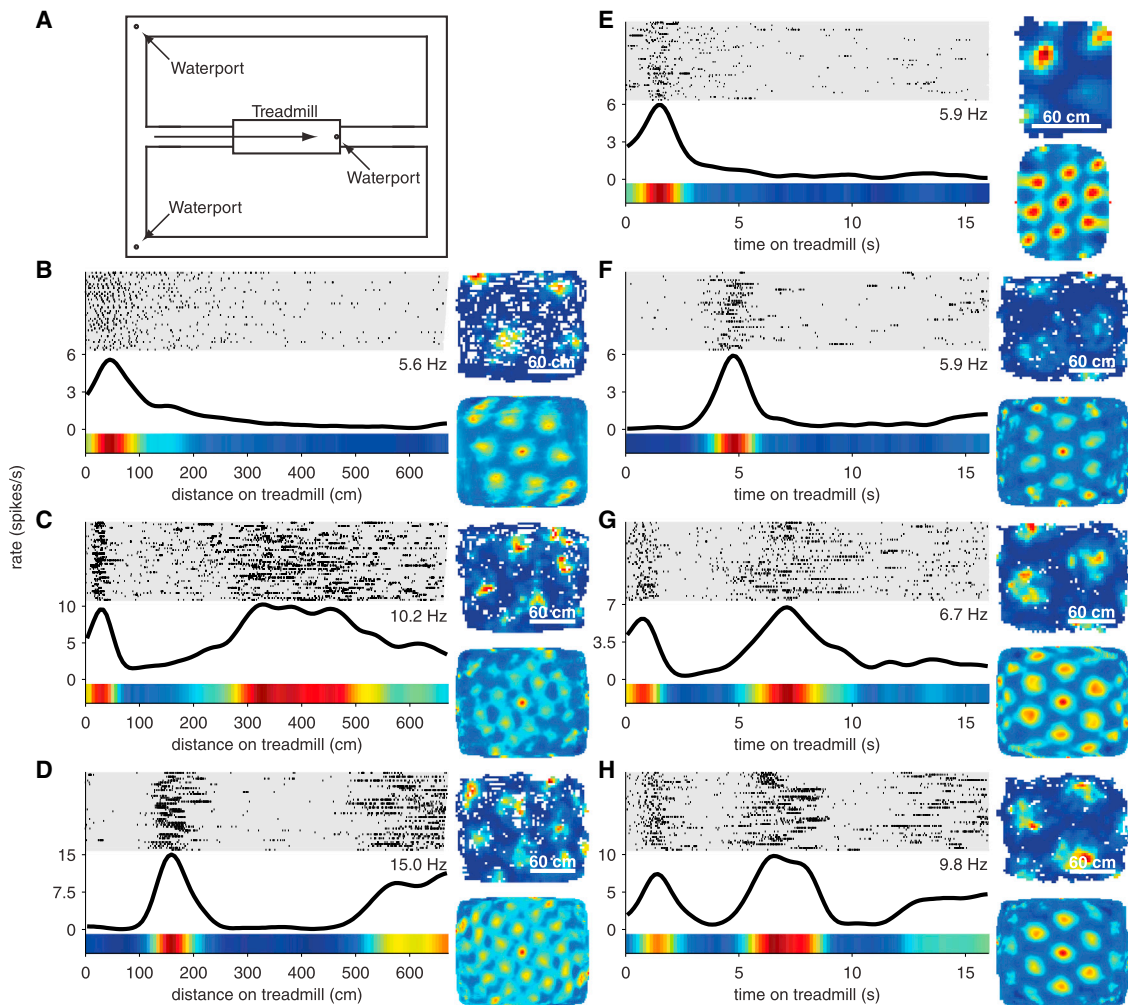 A
Waterport
Treadmill
Waterport
Waterport
rate (spikes/s)
B
5.6 Hz
6
3
0
0 100 200 300 400 500 600
distance on treadmill (cm)
60 cm
C
10.2 Hz
10
5
0
0 100 200 300 400 500 600
distance on treadmill (cm)
60 cm
D
15.0 Hz
15
7.5
0
0 100 200 300 400 500 600
distance on treadmill (cm)
60 cm
E
5.9 Hz
6
3
0
0 5 10 15
time on treadmill (s)
60 cm
F
5.9 Hz
6
3
0
0 5 10 15
time on treadmill (s)
60 cm
G
6.7 Hz
7
3.5
0
0 5 10 15
time on treadmill (s)
60 cm
H
9.8 Hz
10
5
0
0 5 10 15
time on treadmill (s)
60 cm